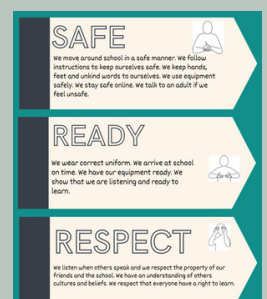 SAFE
We move around school in a safe manner. We follow
instructions to keep ourselves safe. We keep hands,
feet and unkind words to ourselves. We use equipment
safely. We stay safe online. We talk to an adult if we
feel unsafe.
READY
We wear correct uniform. We arrive at school
on time. We have our equipment ready. We
show that we are listening and ready to
learn.
RESPECT
We listen when others speak and we respect the property of our
friends and the school. We have an understanding of others
cultures and beliefs. We respect that everyone have a right to learn.